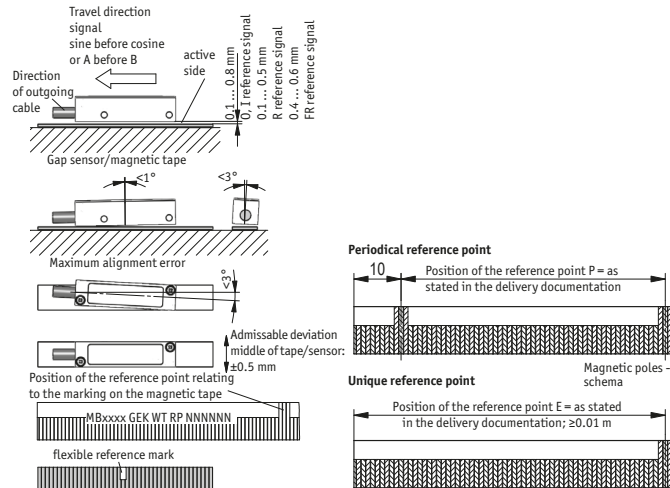 Travel direction
signal
sine before cosine
or A before B
active
side
Direction
of outgoing
cable
0.1 ... 0.8 mm
O, I reference signal
0.1 ... 0.5 mm
R reference signal
0.4 ... 0.6 mm
FR reference signal
Gap sensor/magnetic tape
<1°
<3°
Maximum alignment error
<3°
Admissable deviation
middle of tape/sensor:
±0.5 mm
Position of the reference point relating
to the marking on the magnetic tape
MBxxxx GEK WT RP NNNNNN
flexible reference mark
Periodical reference point
10
Position of the reference point P = as
stated in the delivery documentation
Magnetic poles -
schema
Unique reference point
Position of the reference point E = as stated
in the delivery documentation; ≥0.01 m